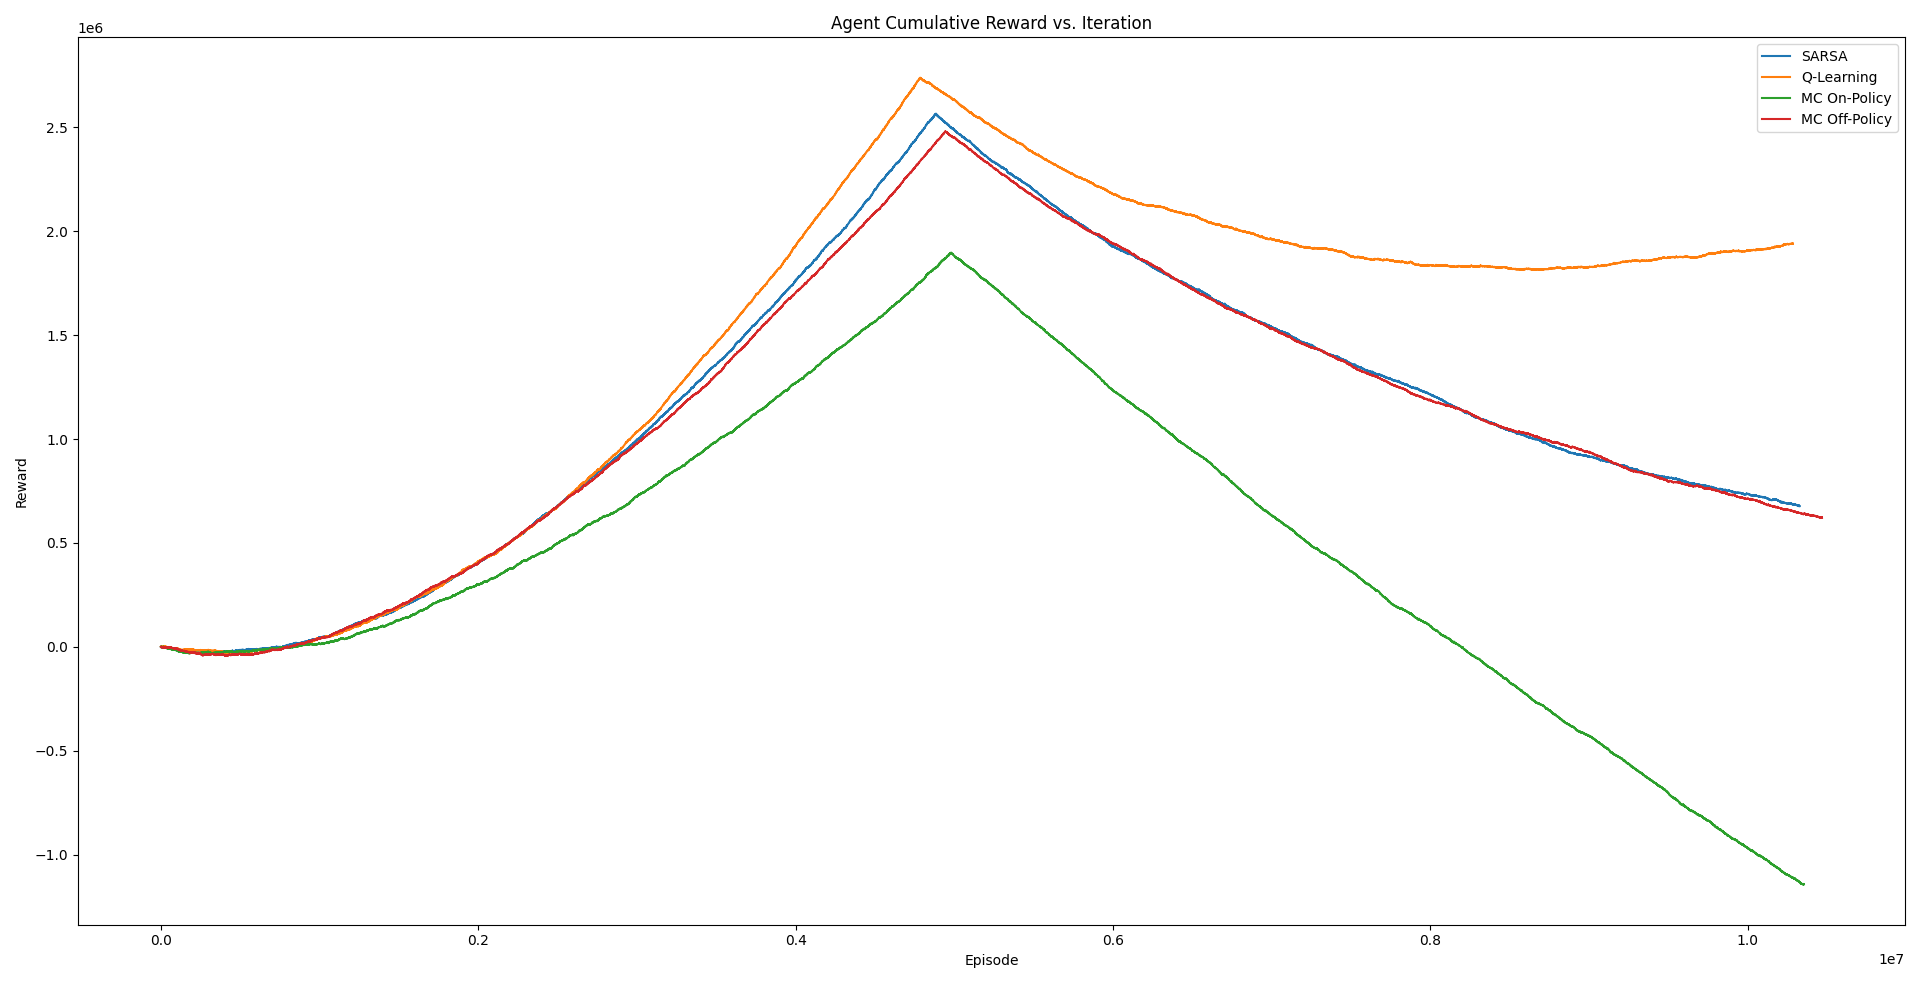 Agent Cumulative Reward vs. Iteration
1e6
SARSA
Q-Learning
MC On-Policy
MC Off-Policy
2.5
2.0
1.5
1.0
0.5
0.0
−0.5
−1.0
Reward
0.0 0.2 0.4 0.6 0.8 1.0
1e7
Episode